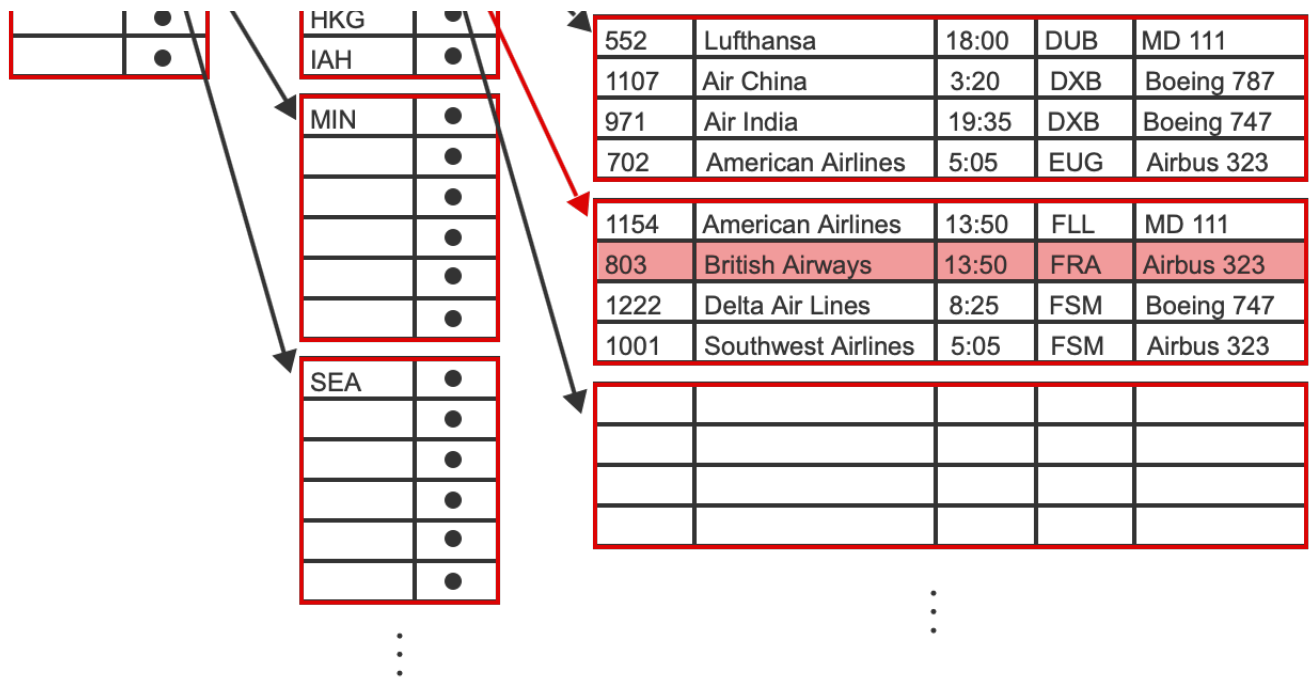 HKG
IAH
MIN
SEA
552 Lufthansa 18:00 DUB MD 111
1107 Air China 3:20 DXB Boeing 787
971 Air India 19:35 DXB Boeing 747
702 American Airlines 5:05 EUG Airbus 323
1154 American Airlines 13:50 FLL MD 111
803 British Airways 13:50 FRA Airbus 323
1222 Delta Air Lines 8:25 FSM Boeing 747
1001 Southwest Airlines 5:05 FSM Airbus 323